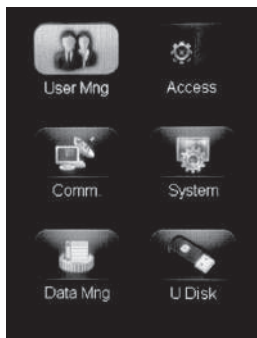 User Mng
Access
Comm.
System
Data Mng
U Disk